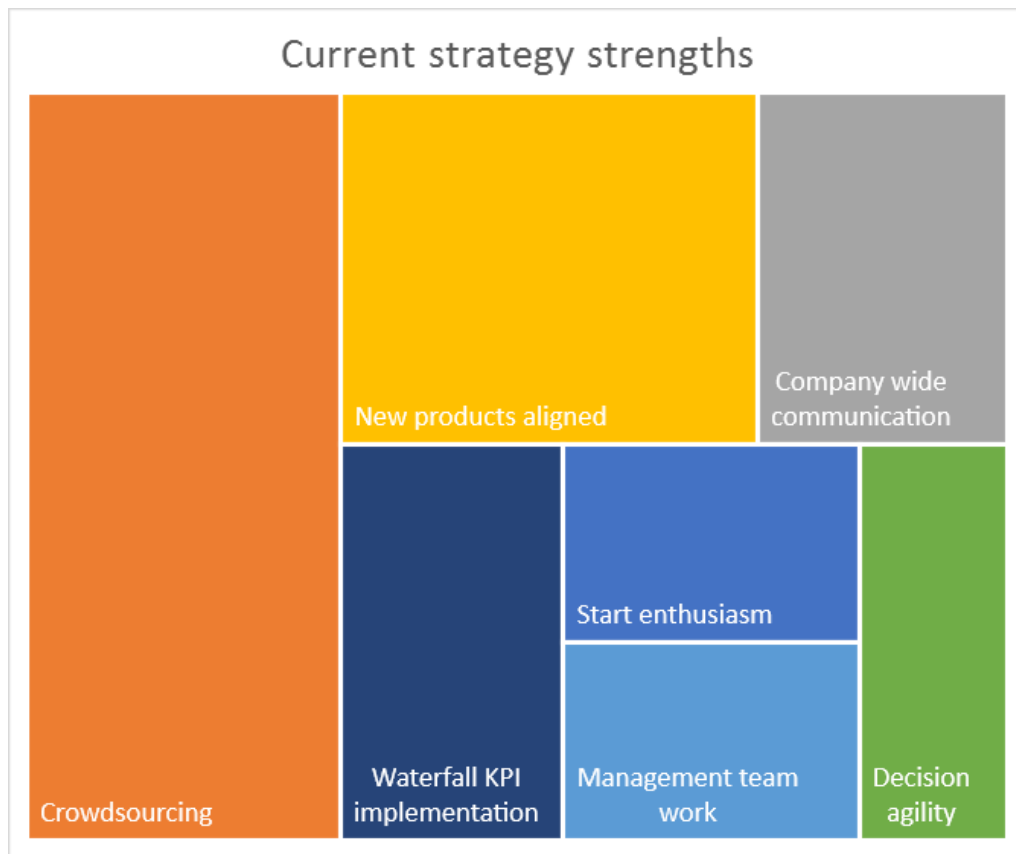 Current strategy strengths
New products aligned
Company wide
communication
Start enthusiasm
Crowdsourcing
Waterfall KPI
implementation
Management team
work
Decision
agility